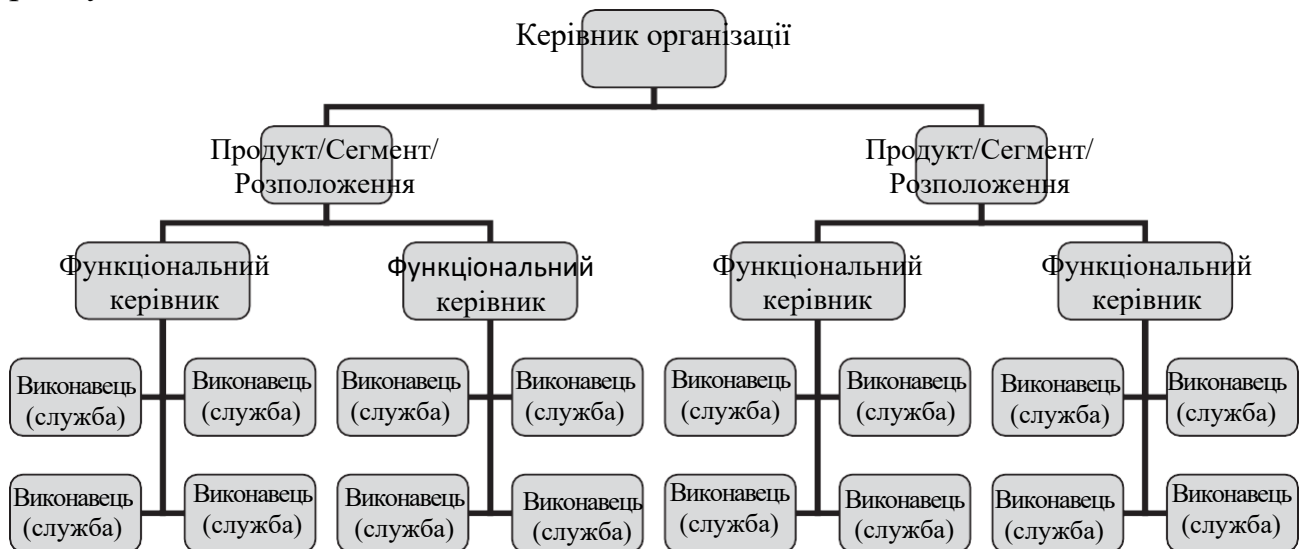 Керівник організації
Продукт/Сегмент/
Розположення
Продукт/Сегмент/
Розположення
Функціональний
керівник
Функціональний
керівник
Функціональний
керівник
Функціональний
керівник
Виконавець
(служба)
Виконавець
(служба)
Виконавець
(служба)
Виконавець
(служба)
Виконавець
(служба)
Виконавець
(служба)
Виконавець
(служба)
Виконавець
(служба)
Виконавець
(служба)
Виконавець
(служба)
Виконавець
(служба)
Виконавець
(служба)
Виконавець
(служба)
Виконавець
(служба)
Виконавець
(служба)
Виконавець
(служба)